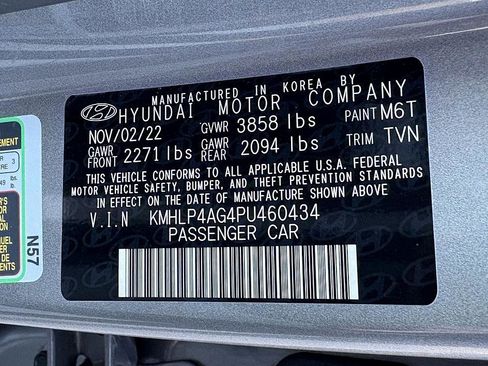 MANUFACTURED IN KOREA BY
HYUNDAI MOTOR COMPANY
NOV/02/22 GVWR 3858 lbs PAINT M6T
GAWR FRONT 2271 lbs GAWR REAR 2094 lbs TRIM TVN
THIS VEHICLE CONFORMS TO ALL APPLICABLE U.S.A. FEDERAL
MOTOR VEHICLE SAFETY, BUMPER, AND THEFT PREVENTION STANDARDS
IN EFFECT ON THE DATE OF MANUFACTURE SHOWN ABOVE.
V.I.N KMHLP4AG4PU460434
PASSENGER CAR
N57
EMENT
3